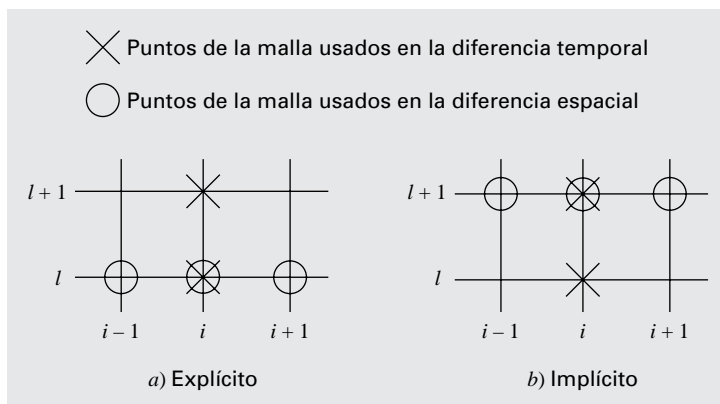 Puntos de la malla usados en la diferencia temporal
Puntos de la malla usados en la diferencia espacial
l + 1
l
i – 1 i i + 1
a) Explícito
l + 1
l
i – 1 i i + 1
b) Implícito